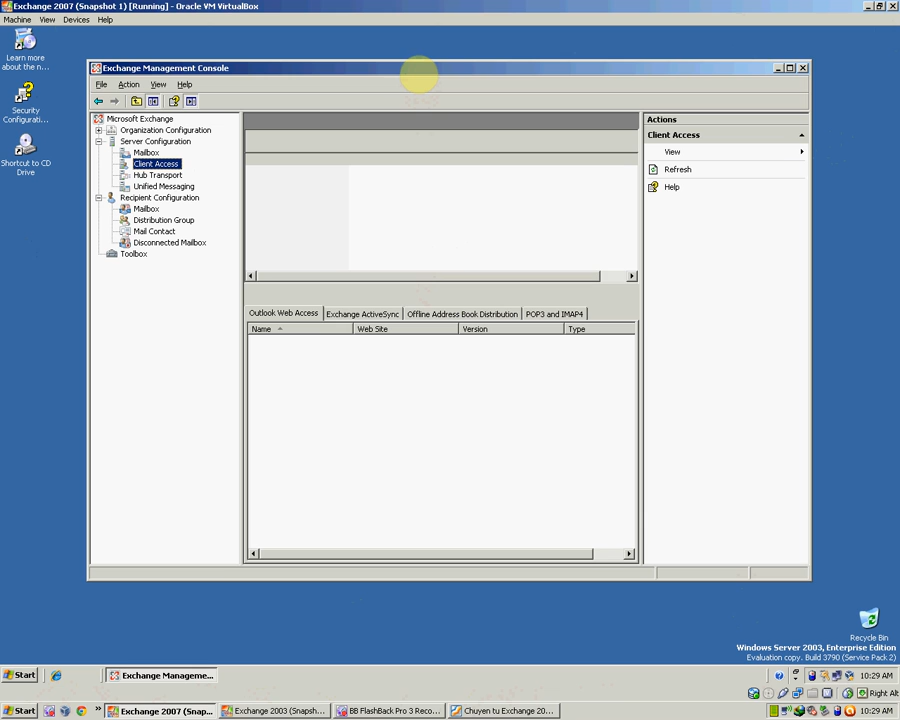 Exchange 2007 (Snapshot 1) [Running] - Oracle VM VirtualBox
Machine View Devices Help
Learn more
about the n...
Security
Configurati...
Shortcut to CD
Drive
Exchange Management Console
File Action View Help
Microsoft Exchange
Organization Configuration
Server Configuration
Mailbox
Client Access
Hub Transport
Unified Messaging
Recipient Configuration
Mailbox
Distribution Group
Mail Contact
Disconnected Mailbox
Toolbox
Outlook Web Access Exchange ActiveSync Offline Address Book Distribution POP3 and IMAP4
Name Web Site Version Type
Actions
Client Access
View
Refresh
Help
Recycle Bin
Windows Server 2003, Enterprise Edition
Evaluation copy. Build 3790 (Service Pack 2)
Start Exchange Manageme... 10:29 AM
Right Alt
Start Exchange 2007 (Snap... Exchange 2003 (Snapsh... BB FlashBack Pro 3 Reco... Chuyen tu Exchange 20... 10:29 AM